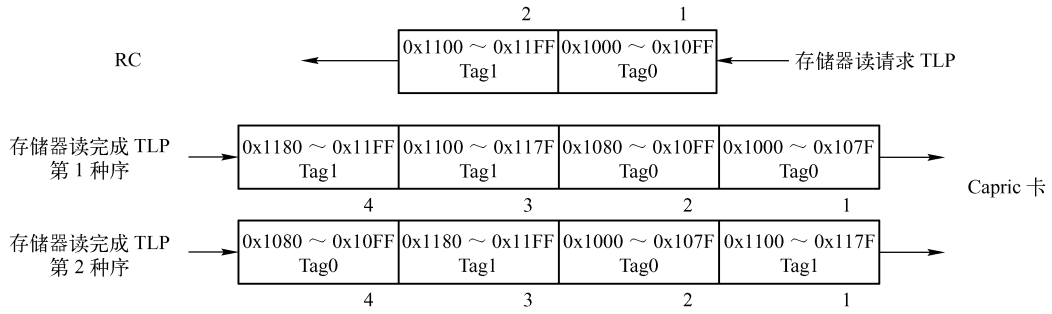 2 1
RC
0x1100 ～ 0x11FF 0x1000 ～ 0x10FF
Tag1 Tag0
存储器读请求 TLP
存储器读完成 TLP
第 1 种序
0x1180 ～ 0x11FF 0x1100 ～ 0x117F 0x1080 ～ 0x10FF 0x1000 ～ 0x107F
Tag1 Tag1 Tag0 Tag0
4 3 2 1
Capric 卡
存储器读完成 TLP
第 2 种序
0x1080 ～ 0x10FF 0x1180 ～ 0x11FF 0x1000 ～ 0x107F 0x1100 ～ 0x117F
Tag0 Tag1 Tag0 Tag1
4 3 2 1